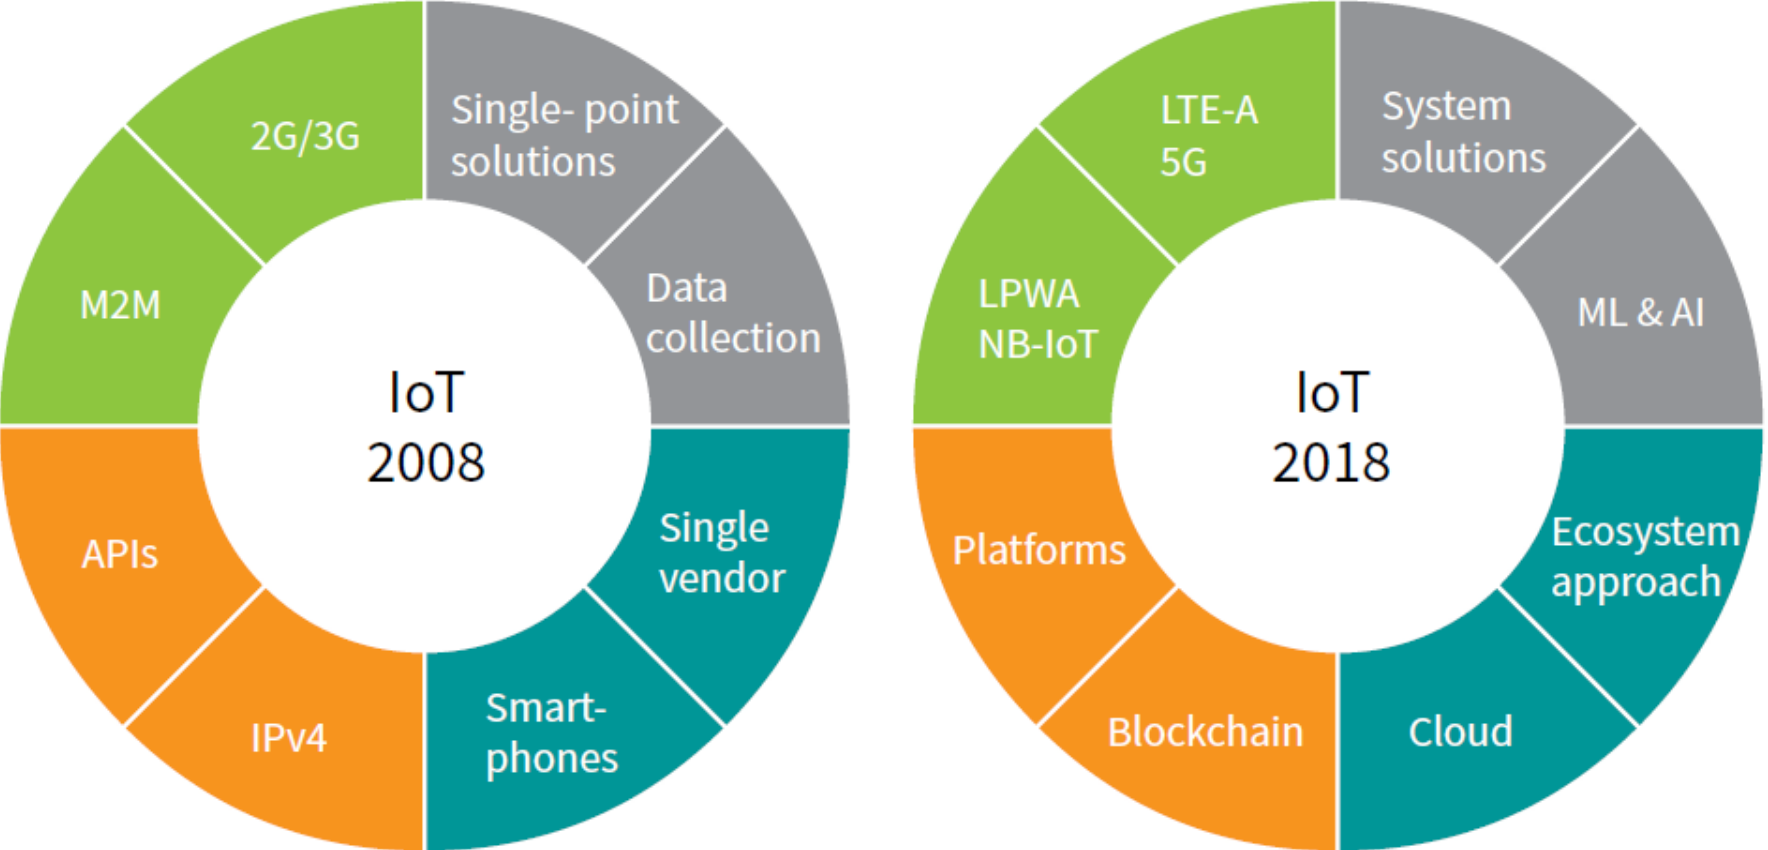 2G/3G
Single- point
solutions
Data
collection
Single
vendor
Smart-
phones
IPv4
APIs
M2M
IoT
2008
LTE-A
5G
System
solutions
ML & AI
Ecosystem
approach
Cloud
Blockchain
Platforms
LPWA
NB-IoT
IoT
2018